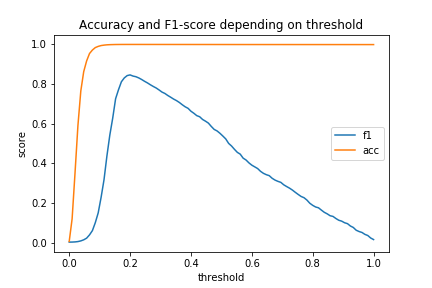 Accuracy and F1-score depending on threshold
1.0
0.8
0.6
0.4
0.2
0.0
score
f1
acc
0.0 0.2 0.4 0.6 0.8 1.0
threshold